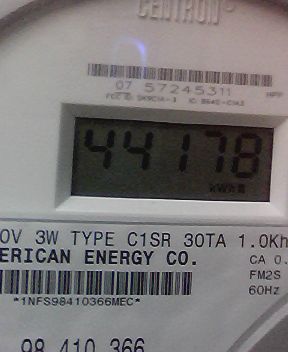 CENTRON®
07 57245311
44178
kWh
0V 3W TYPE C1SR 30TA 1.0Kh
ERICAN ENERGY CO.
CA 0.
FM2S
60Hz
*1NFS98410366MEC*
98 410 366